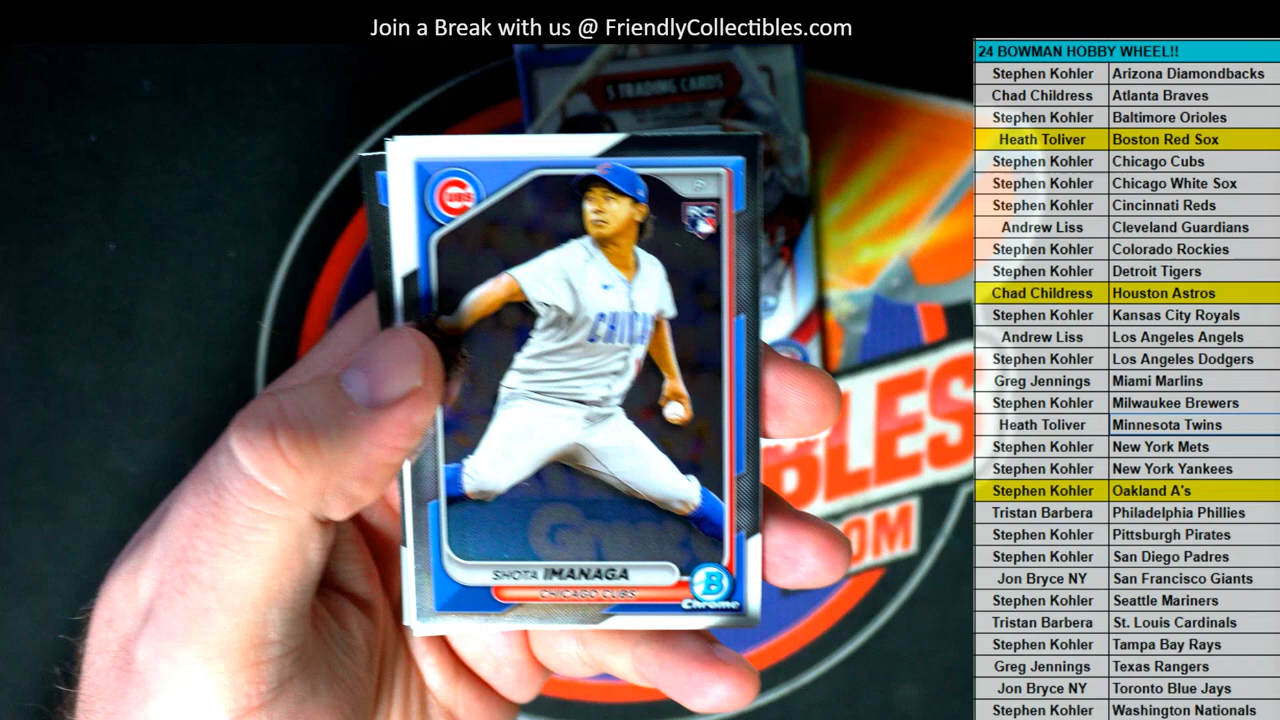 Join a Break with us @ FriendlyCollectibles.com
24 BOWMAN HOBBY WHEEL!!
Stephen Kohler Arizona Diamondbacks
Chad Childress Atlanta Braves
Stephen Kohler Baltimore Orioles
Heath Toliver Boston Red Sox
Stephen Kohler Chicago Cubs
Stephen Kohler Chicago White Sox
Stephen Kohler Cincinnati Reds
Andrew Liss Cleveland Guardians
Stephen Kohler Colorado Rockies
Stephen Kohler Detroit Tigers
Chad Childress Houston Astros
Stephen Kohler Kansas City Royals
Andrew Liss Los Angeles Angels
Stephen Kohler Los Angeles Dodgers
Greg Jennings Miami Marlins
Stephen Kohler Milwaukee Brewers
Heath Toliver Minnesota Twins
Stephen Kohler New York Mets
Stephen Kohler New York Yankees
Stephen Kohler Oakland A's
Tristan Barbera Philadelphia Phillies
Stephen Kohler Pittsburgh Pirates
Stephen Kohler San Diego Padres
Jon Bryce NY San Francisco Giants
Stephen Kohler Seattle Mariners
Tristan Barbera St. Louis Cardinals
Stephen Kohler Tampa Bay Rays
Greg Jennings Texas Rangers
Jon Bryce NY Toronto Blue Jays
Stephen Kohler Washington Nationals
5 TRADING CARDS
CUBS
P
RC
CHICA
SHOTA IMANAGA
CHICAGO CUBS
B
Chrome
BLES
OM